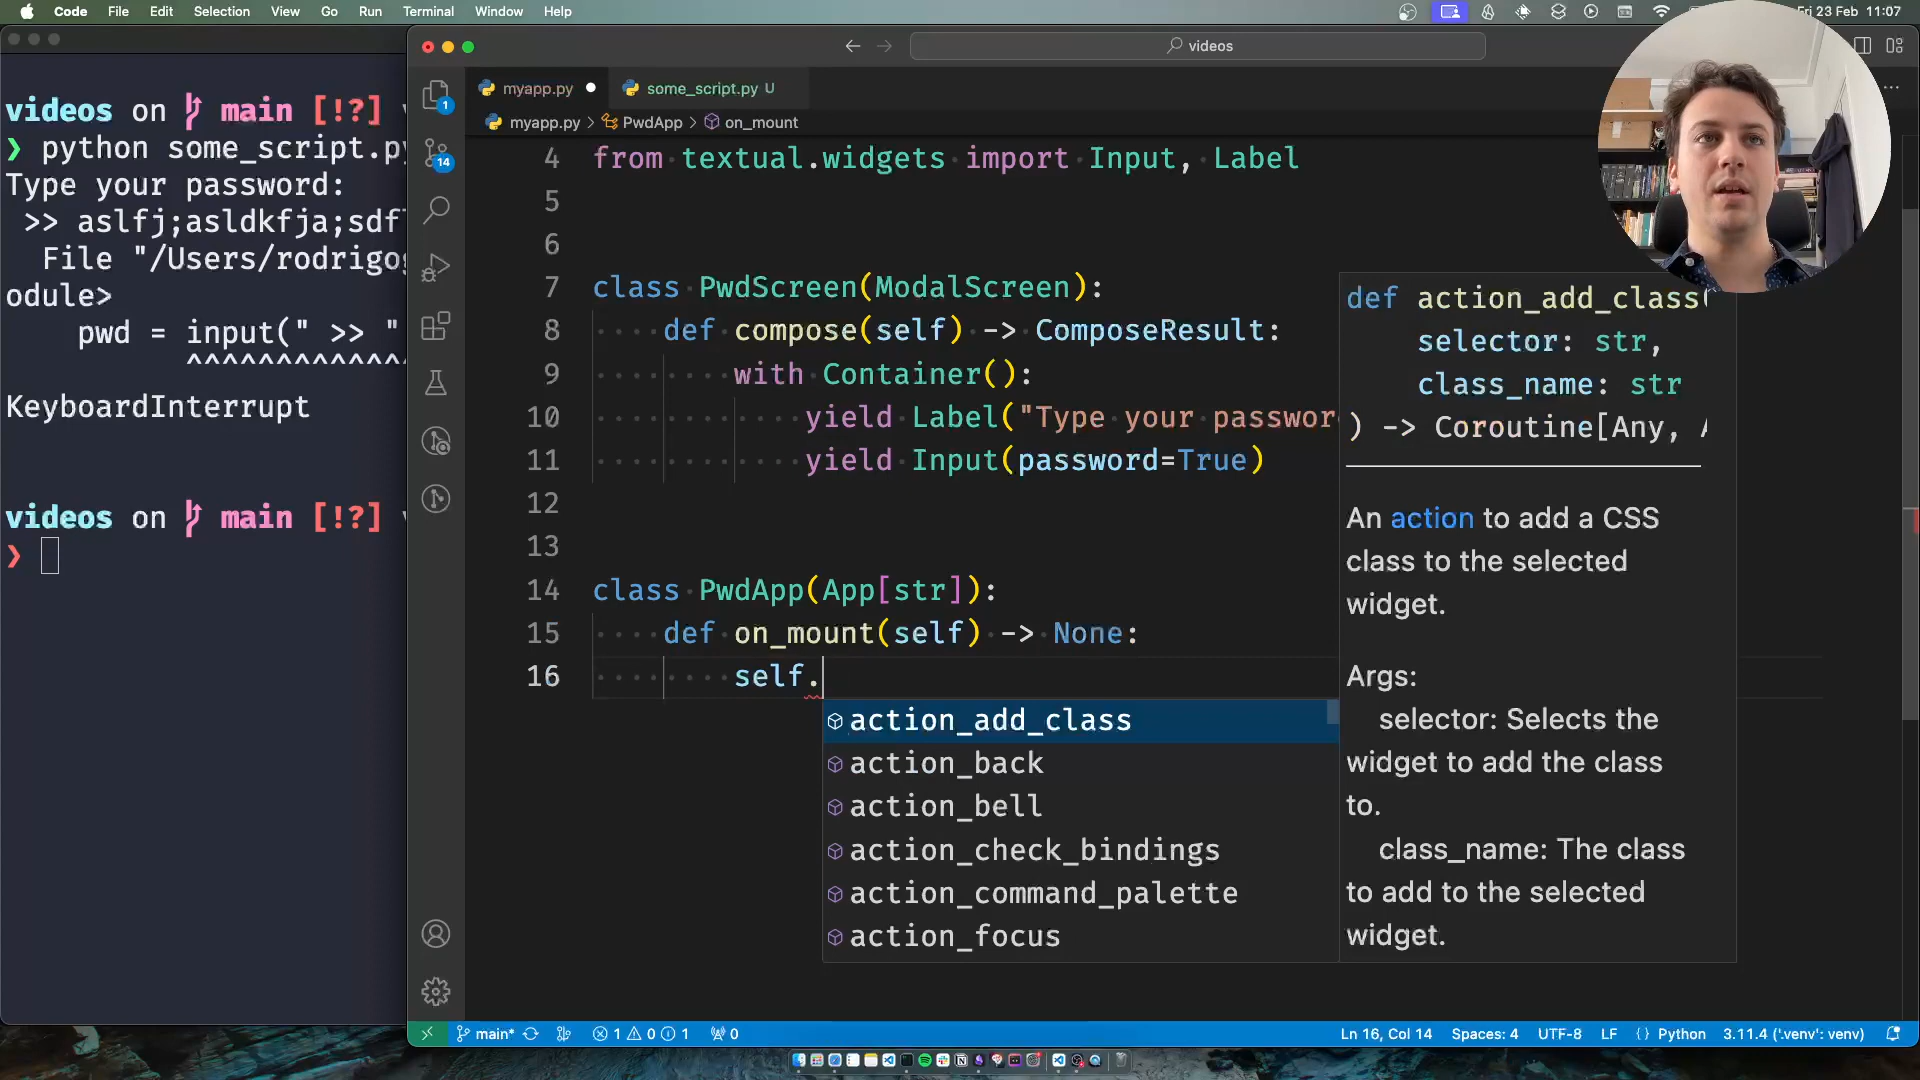 Code File Edit Selection View Go Run Terminal Window Help
Fri 23 Feb 11:07
videos on main [!?]
❯ python some_script.py
Type your password:
>> aslfj;asldkfja;sdf
File "/Users/rodrigo
odule>
pwd = input(" >> "
^^^^^^^^^^^^^
KeyboardInterrupt
videos on main [!?]
❯
videos
myapp.py
some_script.py U
myapp.py > PwdApp > on_mount
1
14
4 from textual.widgets import Input, Label
5
6
7 class PwdScreen(ModalScreen):
8 def compose(self) -> ComposeResult:
9 with Container():
10 yield Label("Type your passwor
11 yield Input(password=True)
12
13
14 class PwdApp(App[str]):
15 def on_mount(self) -> None:
16 self.
action_add_class
action_back
action_bell
action_check_bindings
action_command_palette
action_focus
def action_add_class(
selector: str,
class_name: str
) -> Coroutine[Any,
An action to add a CSS
class to the selected
widget.
Args:
selector: Selects the
widget to add the class
to.
class_name: The class
to add to the selected
widget.
main* 1 0 1 0
Ln 16, Col 14 Spaces: 4 UTF-8 LF { } Python 3.11.4 ('.venv': venv)